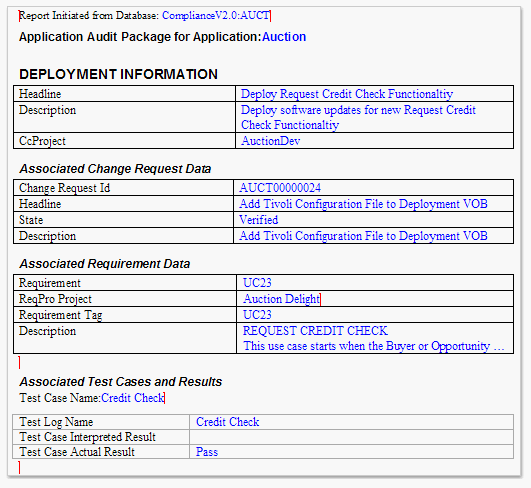 Report Initiated from Database: ComplianceV2.0:AUCT
Application Audit Package for Application:Auction
DEPLOYMENT INFORMATION
Headline Deploy Request Credit Check Functionaltiy
Description Deploy software updates for new Request Credit
Check Functionaltiy
CcProject AuctionDev
Associated Change Request Data
Change Request Id AUCT00000024
Headline Add Tivoli Configuration File to Deployment VOB
State Verified
Description Add Tivoli Configuration File to Deployment VOB
Associated Requirement Data
Requirement UC23
ReqPro Project Auction Delight
Requirement Tag UC23
Description REQUEST CREDIT CHECK
This use case starts when the Buyer or Opportunity ...
Associated Test Cases and Results
Test Case Name:Credit Check
Test Log Name Credit Check
Test Case Interpreted Result
Test Case Actual Result Pass